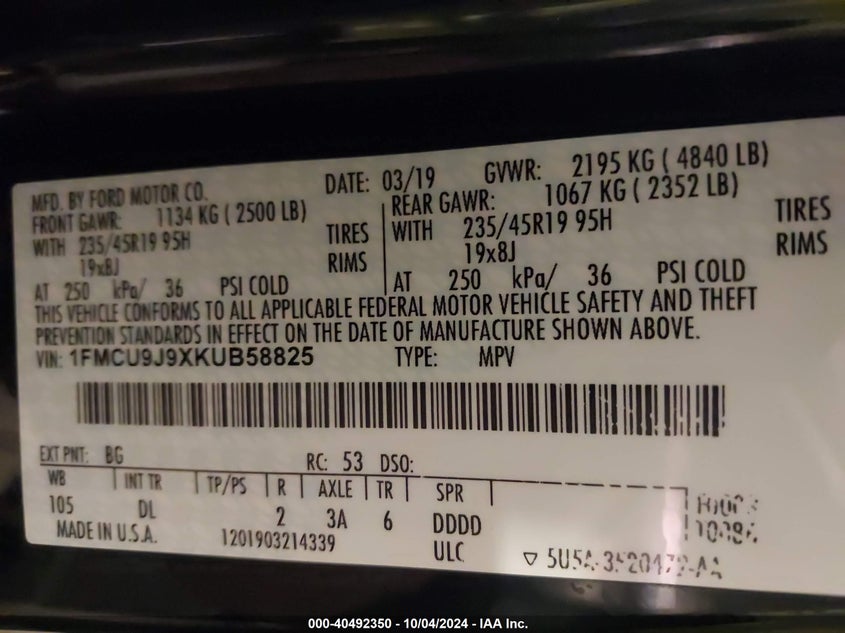 MFD. BY FORD MOTOR CO. DATE: 03/19 GVWR: 2195 KG ( 4840 LB)
FRONT GAWR: 1134 KG ( 2500 LB) REAR GAWR: 1067 KG ( 2352 LB)
WITH 235/45R19 95H TIRES WITH 235/45R19 95H TIRES
19x8J RIMS 19x8J RIMS
AT 250 kPa/ 36 PSI COLD AT 250 kPa/ 36 PSI COLD
THIS VEHICLE CONFORMS TO ALL APPLICABLE FEDERAL MOTOR VEHICLE SAFETY AND THEFT
PREVENTION STANDARDS IN EFFECT ON THE DATE OF MANUFACTURE SHOWN ABOVE.
VIN: 1FMCU9J9XKUB58825 TYPE: MPV
EXT PNT: BG RC: 53 DSO:
WB INT TR TP/PS R AXLE TR SPR
105 DL 2 3A 6 DDDD
MADE IN U.S.A. 1201903214339 ULC
000-40492350 - 10/04/2024 - IAA Inc.